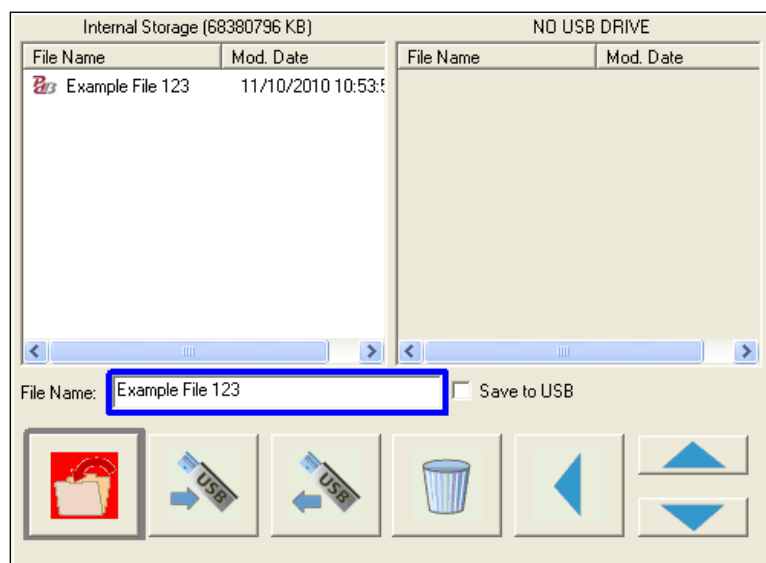 Internal Storage (68380796 KB)
NO USB DRIVE
File Name Mod. Date
File Name Mod. Date
Example File 123 11/10/2010 10:53:5
File Name: Example File 123 Save to USB
USB
USB